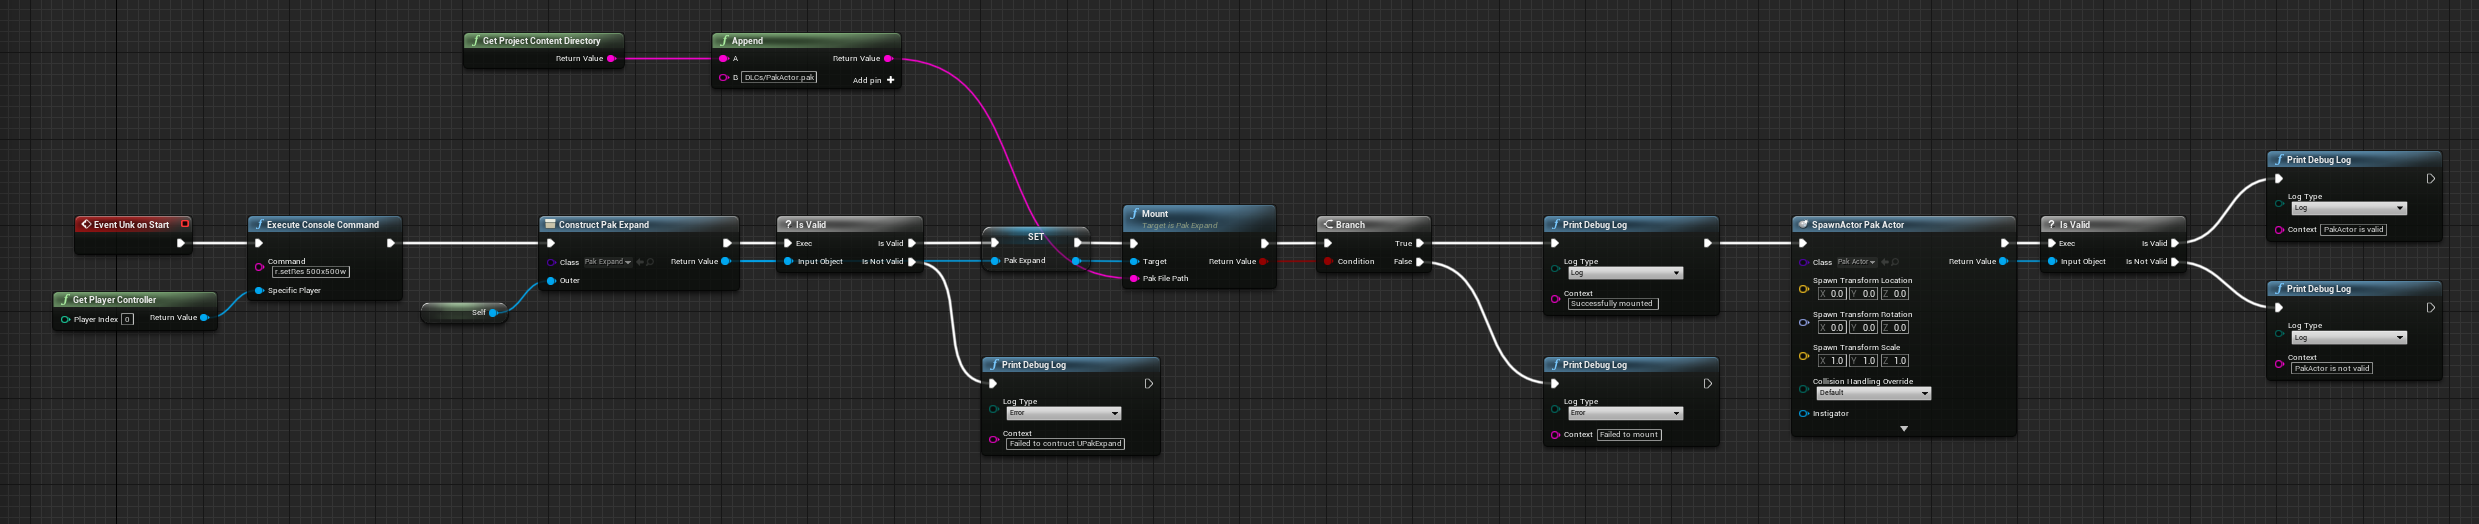 Get Project Content Directory
Return Value
Append
A
Return Value
B DLCs/PakActor.pak
Add pin
Event Unk on Start
Execute Console Command
Command
r.setRes 500x500w
Specific Player
Get Player Controller
Player Index 0
Return Value
Self
Construct Pak Expand
Class Pak Expand
Return Value
Outer
? Is Valid
Exec
Is Valid
Input Object
Is Not Valid
SET
Pak Expand
Mount
Target is Pak Expand
Target
Return Value
Pak File Path
Print Debug Log
Log Type
Error
Context
Failed to contruct UPakExpand
Branch
True
Condition
False
Print Debug Log
Log Type
Log
Context
Successfully mounted
Print Debug Log
Log Type
Error
Context Failed to mount
SpawnActor Pak Actor
Class Pak Actor
Return Value
Spawn Transform Location
X 0.0 Y 0.0 Z 0.0
Spawn Transform Rotation
X 0.0 Y 0.0 Z 0.0
Spawn Transform Scale
X 1.0 Y 1.0 Z 1.0
Collision Handling Override
Default
Instigator
? Is Valid
Exec
Is Valid
Input Object
Is Not Valid
Print Debug Log
Log Type
Log
Context PakActor is valid
Print Debug Log
Log Type
Log
Context
PakActor is not valid